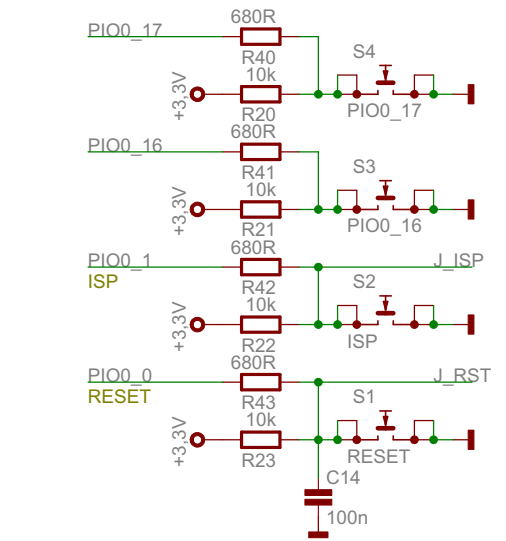 680R
PIO0_17
S4
R40
10k
+3,3V
R20
PIO0_17
680R
PIO0_16
S3
R41
10k
+3,3V
R21
PIO0_16
680R
PIO0_1
J_ISP
ISP
S2
R42
10k
+3,3V
R22
ISP
680R
PIO0_0
J_RST
RESET
S1
R43
10k
+3,3V
R23
RESET
C14
100n